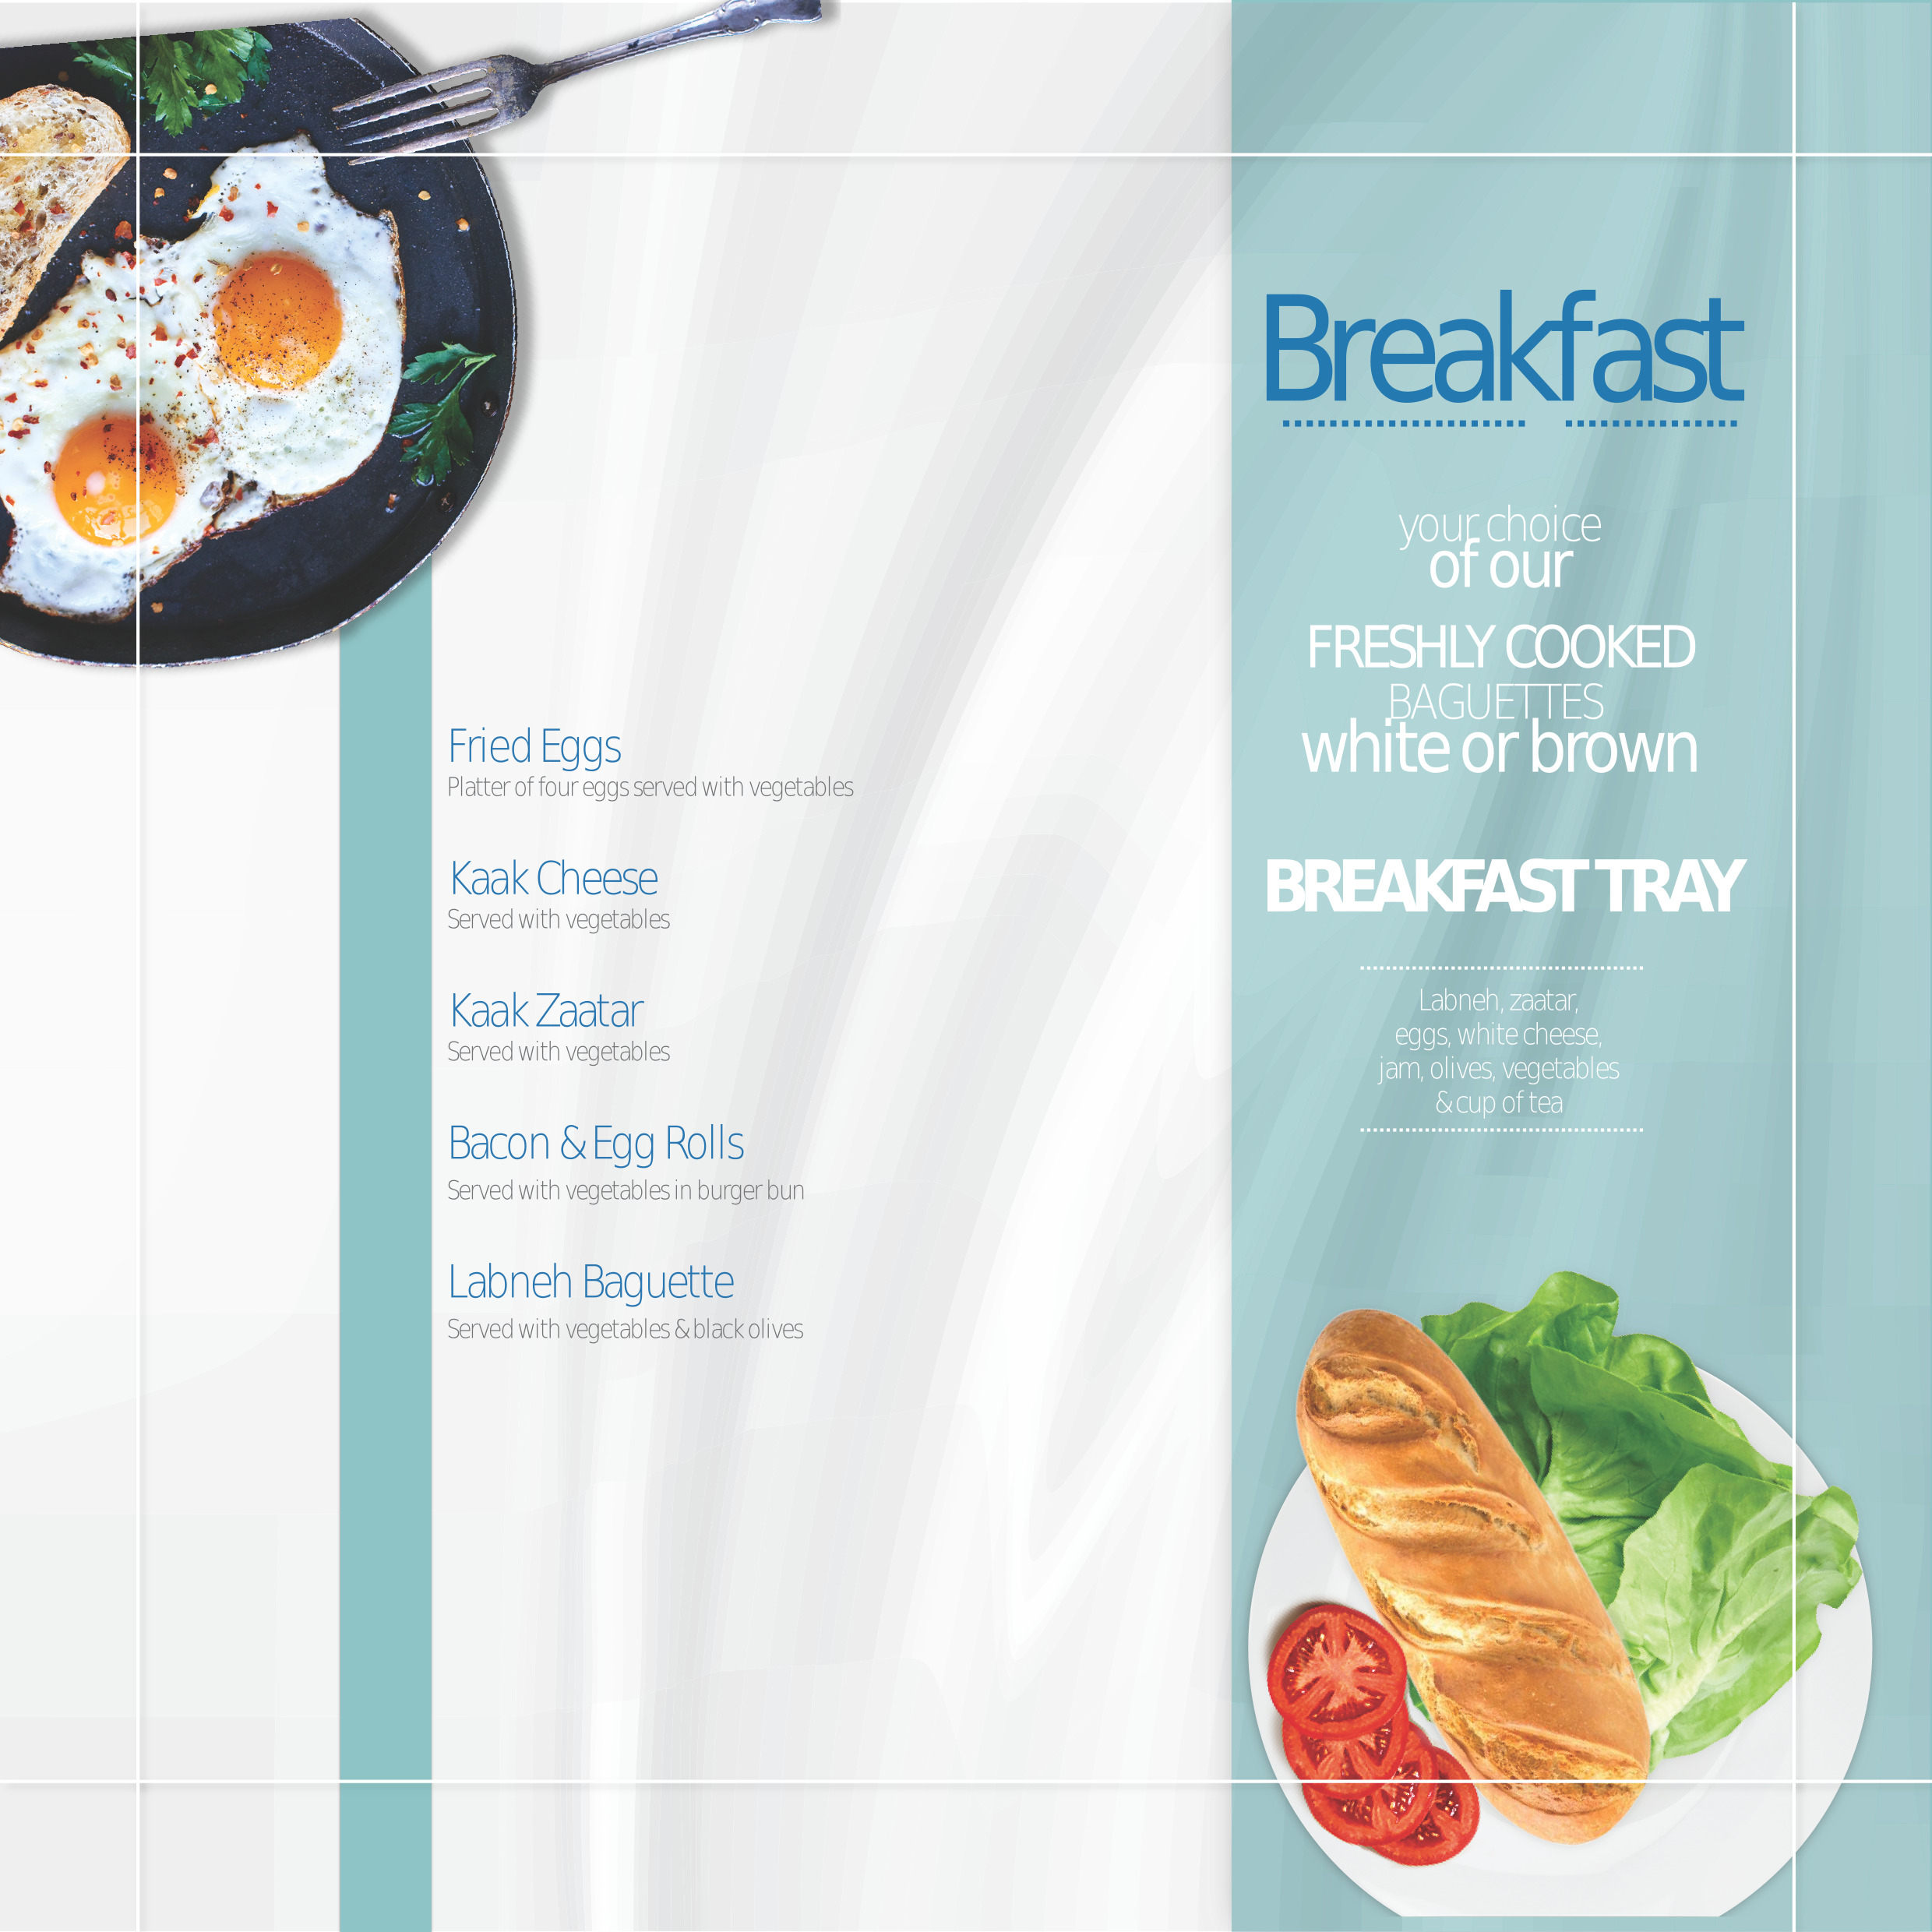 Breakfast
your choice
of our
FRESHLY COOKED
BAGUETTES
white or brown
BREAKFAST TRAY
Labneh, zaatar,
eggs, white cheese,
jam, olives, vegetables
& cup of tea
Fried Eggs
Platter of four eggs served with vegetables
Kaak Cheese
Served with vegetables
Kaak Zaatar
Served with vegetables
Bacon & Egg Rolls
Served with vegetables in burger bun
Labneh Baguette
Served with vegetables & black olives